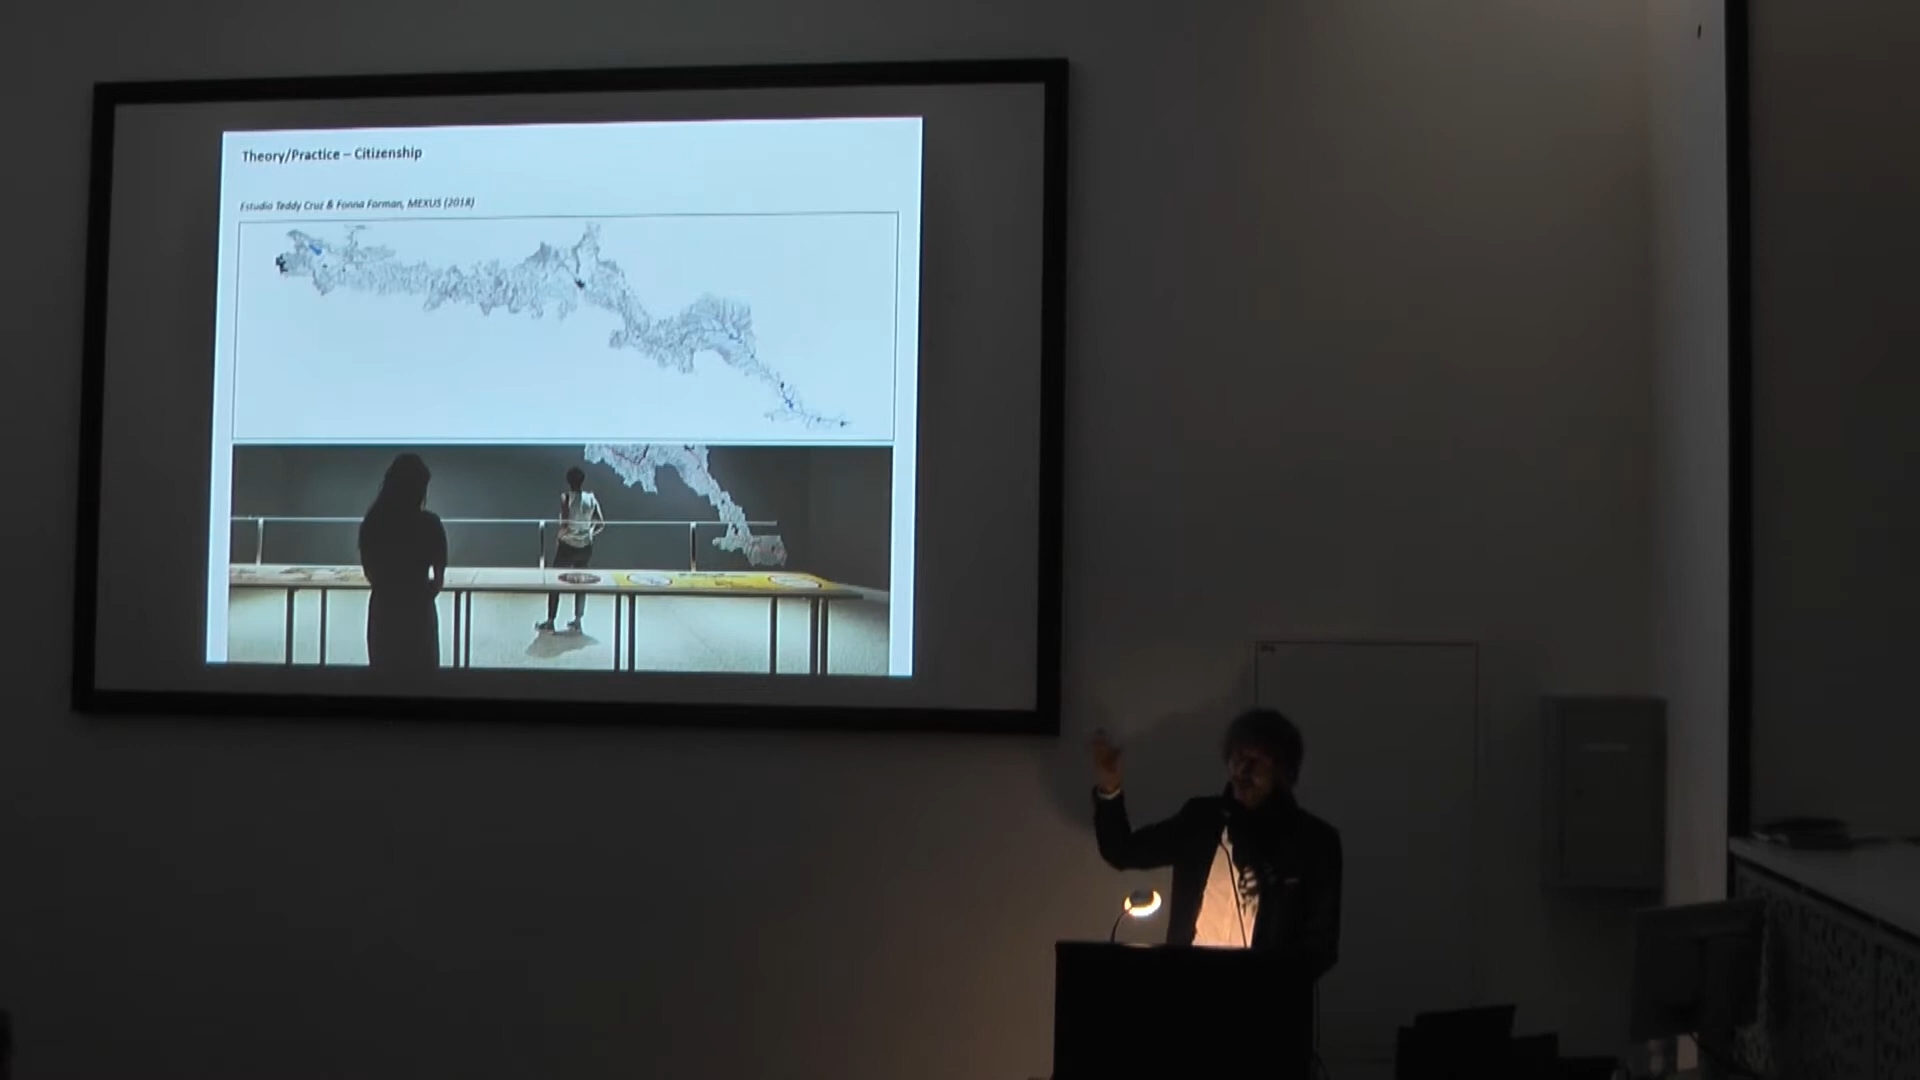 Theory/Practice – Citizenship
Estudio Teddy Cruz & Fonna Forman, MEXUS (2018)